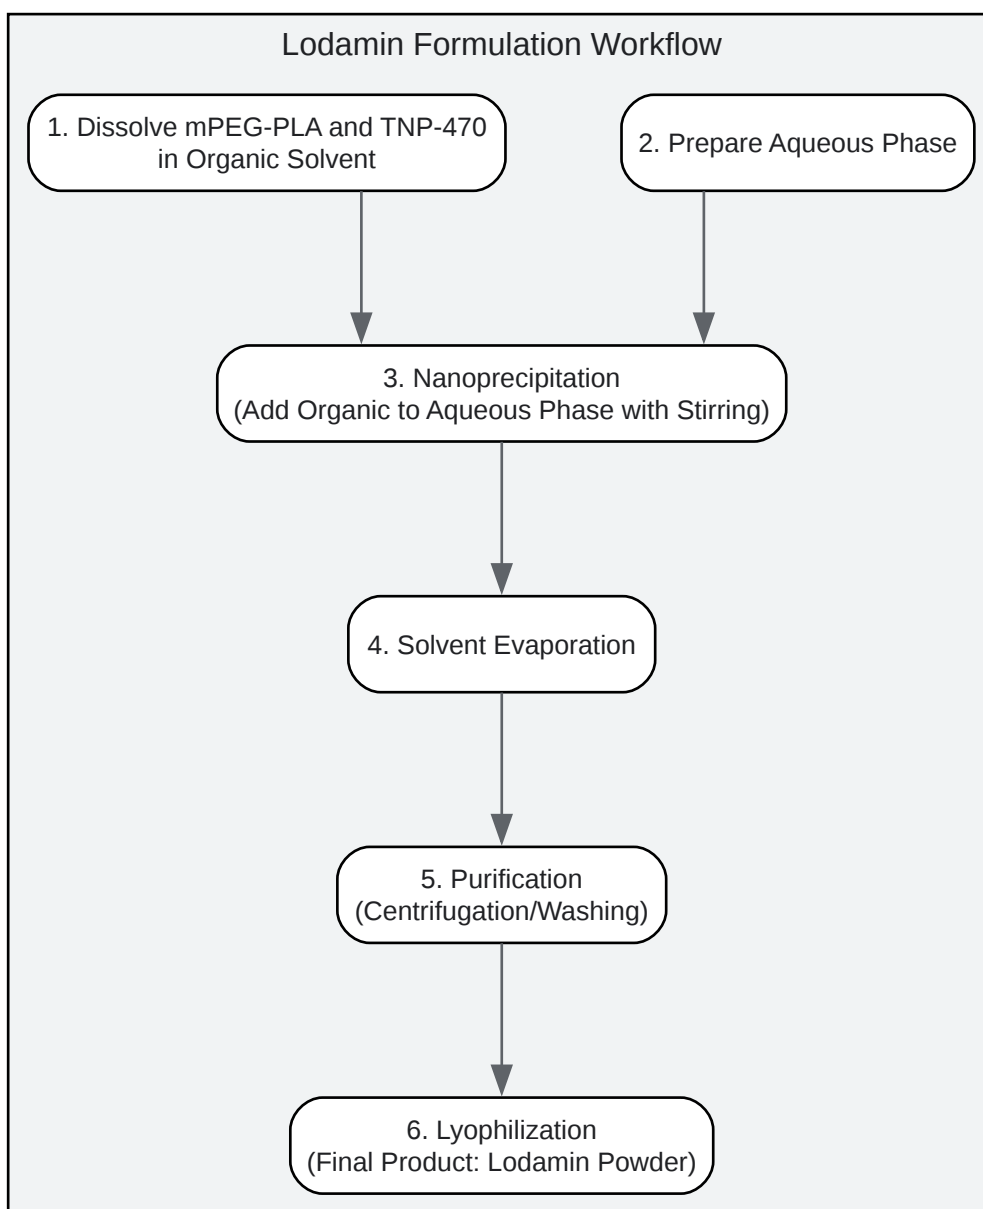 Lodamin Formulation Workflow
1. Dissolve mPEG-PLA and TNP-470
in Organic Solvent
2. Prepare Aqueous Phase
3. Nanoprecipitation
(Add Organic to Aqueous Phase with Stirring)
4. Solvent Evaporation
5. Purification
(Centrifugation/Washing)
6. Lyophilization
(Final Product: Lodamin Powder)